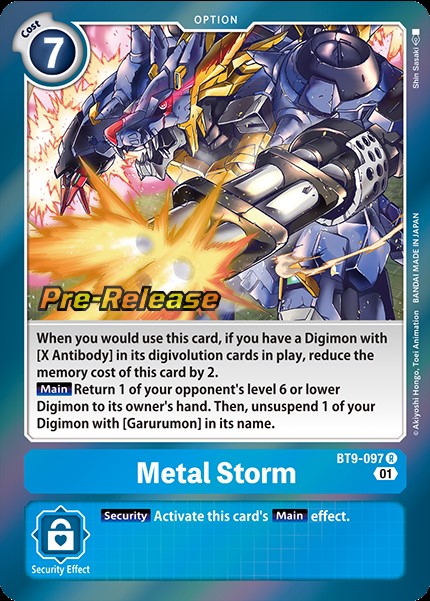 OPTION
Cost
7
Shin Sasaki
Pre-Release
©Akiyoshi Hongo, Toei Animation BANDAI MADE IN JAPAN
When you would use this card, if you have a Digimon with
[X Antibody] in its digivolution cards in play, reduce the
memory cost of this card by 2.
Main Return 1 of your opponent's level 6 or lower
Digimon to its owner's hand. Then, unsuspend 1 of your
Digimon with [Garurumon] in its name.
BT9-097 R
Metal Storm
01
Security Activate this card's Main effect.
Security Effect